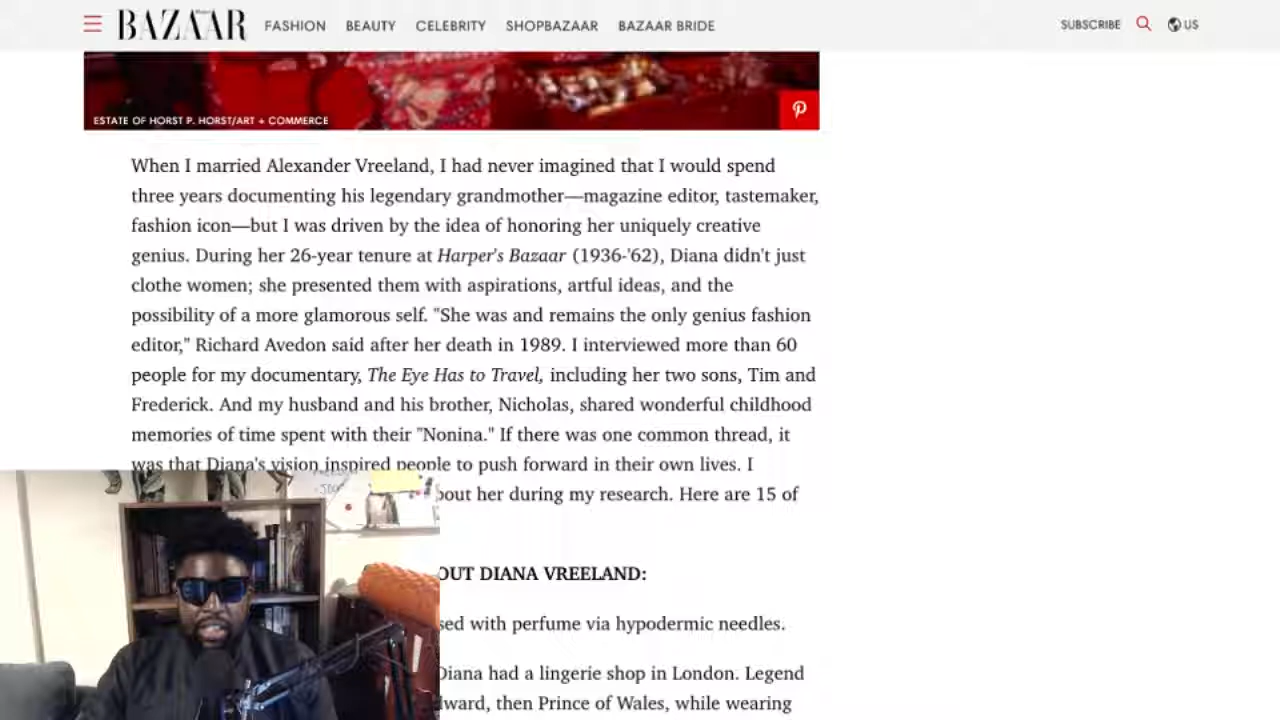 Harper's
BAZAAR FASHION BEAUTY CELEBRITY SHOPBAZAAR BAZAAR BRIDE SUBSCRIBE US
ESTATE OF HORST P. HORST/ART + COMMERCE
When I married Alexander Vreeland, I had never imagined that I would spend
three years documenting his legendary grandmother—magazine editor, tastemaker,
fashion icon—but I was driven by the idea of honoring her uniquely creative
genius. During her 26-year tenure at Harper's Bazaar (1936-'62), Diana didn't just
clothe women; she presented them with aspirations, artful ideas, and the
possibility of a more glamorous self. "She was and remains the only genius fashion
editor," Richard Avedon said after her death in 1989. I interviewed more than 60
people for my documentary, The Eye Has to Travel, including her two sons, Tim and
Frederick. And my husband and his brother, Nicholas, shared wonderful childhood
memories of time spent with their "Nonina." If there was one common thread, it
was that Diana's vision inspired people to push forward in their own lives. I
bout her during my research. Here are 15 of
OUT DIANA VREELAND:
sed with perfume via hypodermic needles.
Diana had a lingerie shop in London. Legend
lward, then Prince of Wales, while wearing